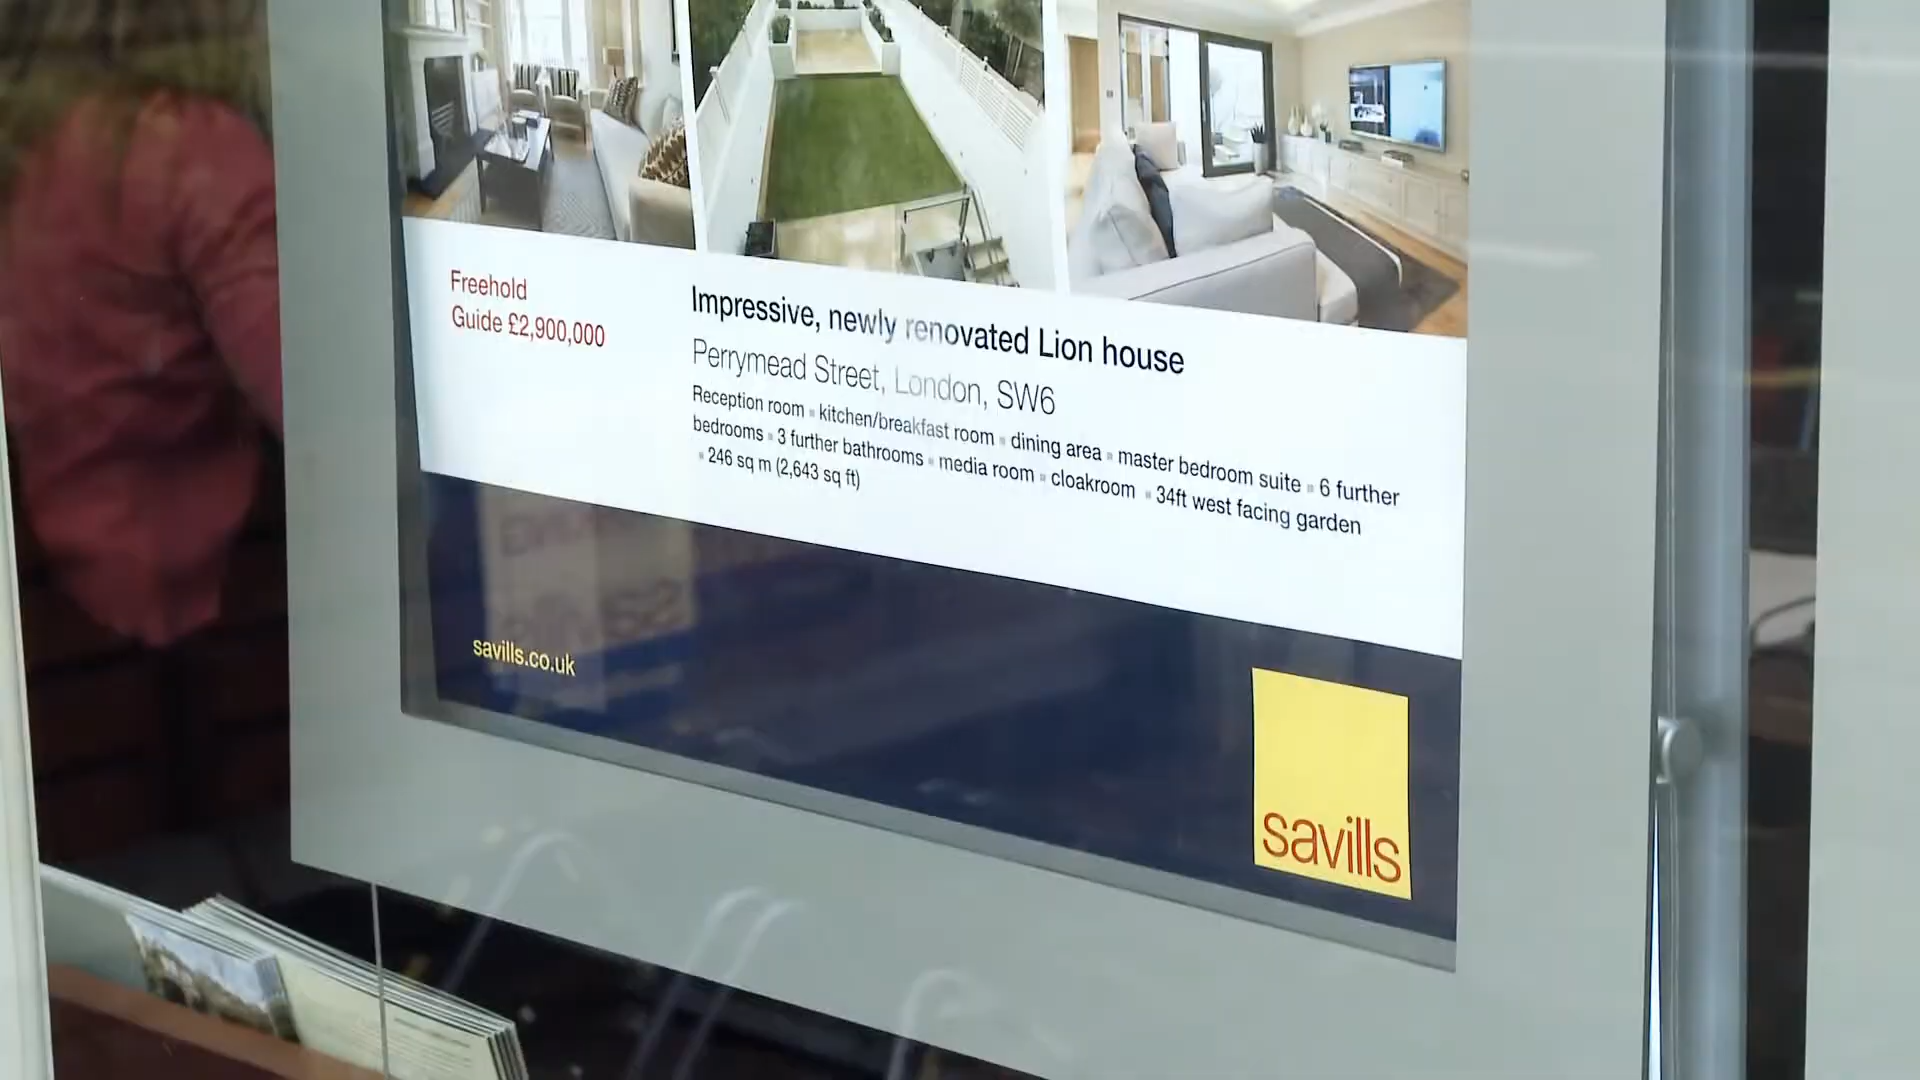 Freehold
Guide £2,900,000
Impressive, newly renovated Lion house
Perrymead Street, London, SW6
Reception room ▪ kitchen/breakfast room ▪ dining area ▪ master bedroom suite ▪ 6 further
bedrooms ▪ 3 further bathrooms ▪ media room ▪ cloakroom ▪ 34ft west facing garden
▪ 246 sq m (2,643 sq ft)
savills.co.uk
savills